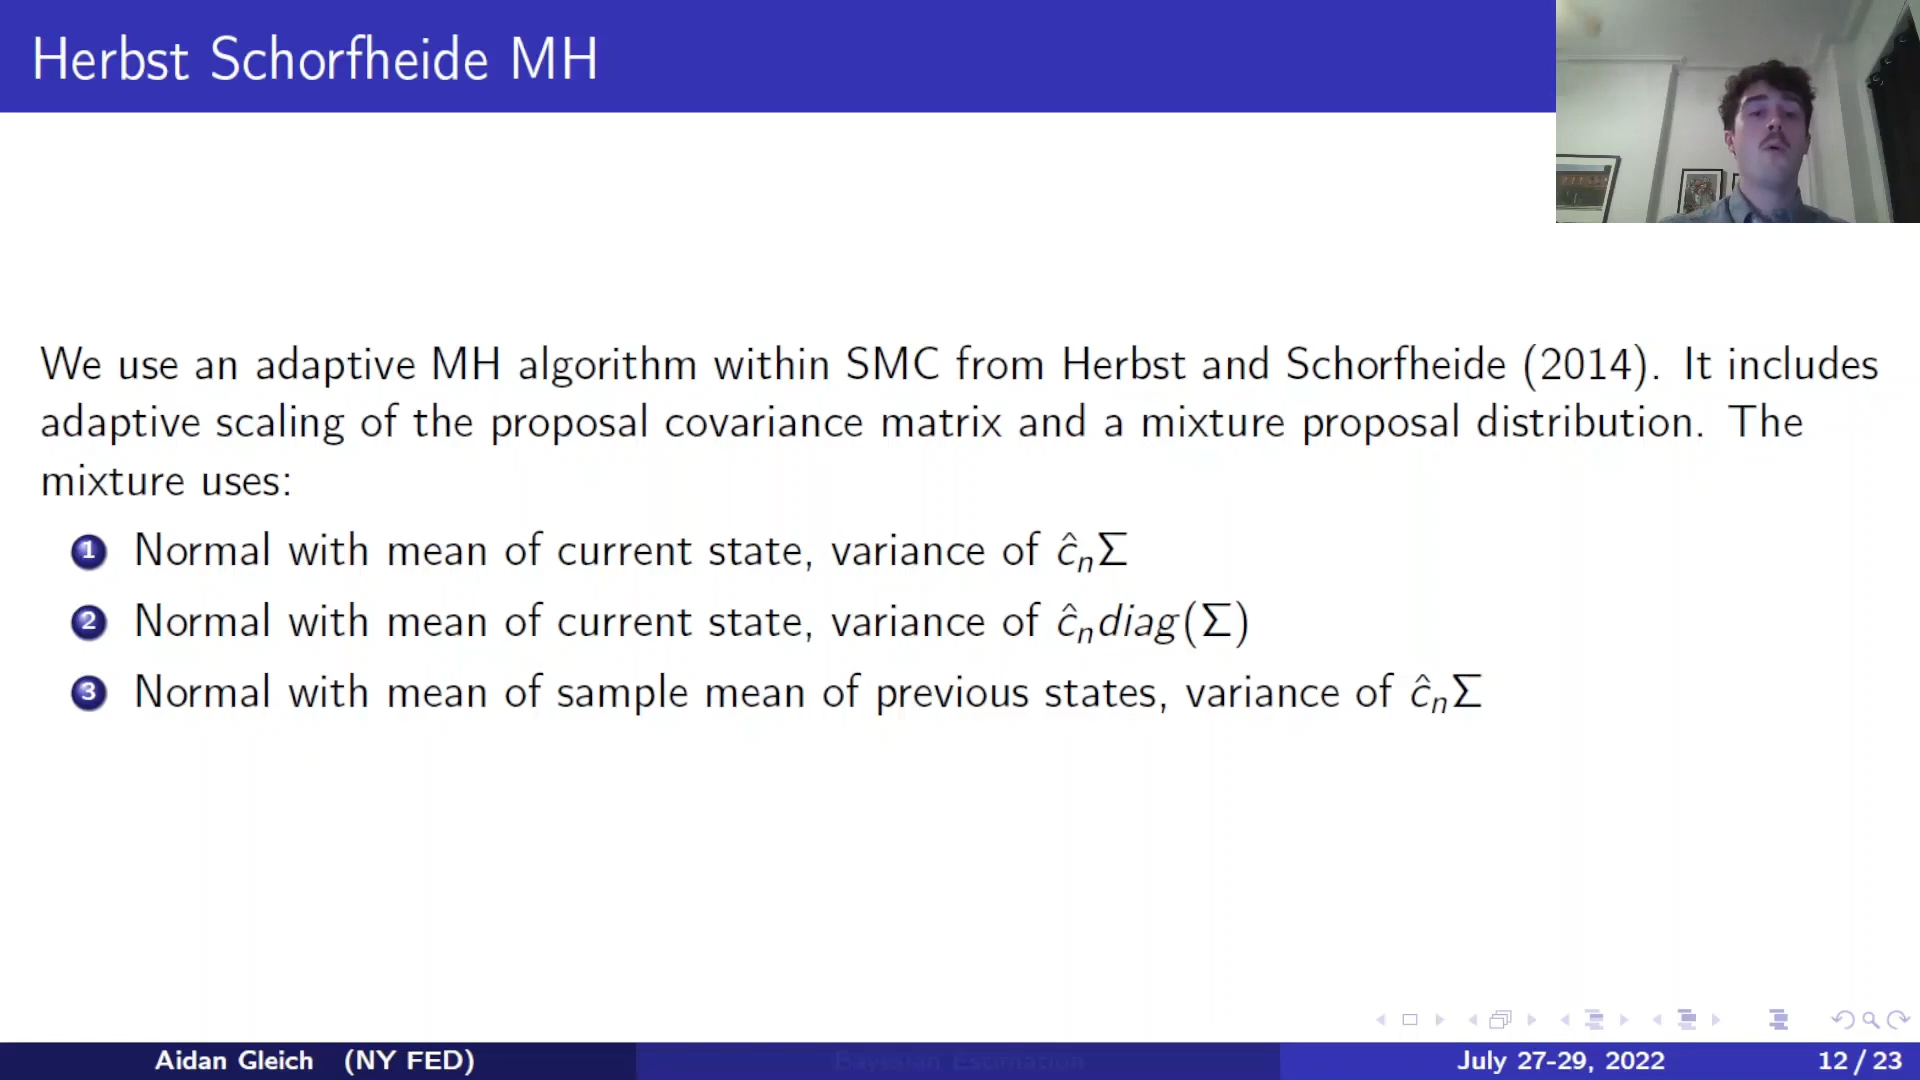 Herbst Schorfheide MH
We use an adaptive MH algorithm within SMC from Herbst and Schorfheide (2014). It includes
adaptive scaling of the proposal covariance matrix and a mixture proposal distribution. The
mixture uses:
1 Normal with mean of current state, variance of ĉₙΣ
2 Normal with mean of current state, variance of ĉₙdiag(Σ)
3 Normal with mean of sample mean of previous states, variance of ĉₙΣ
Aidan Gleich (NY FED) Bayesian Estimation July 27-29, 2022 12 / 23